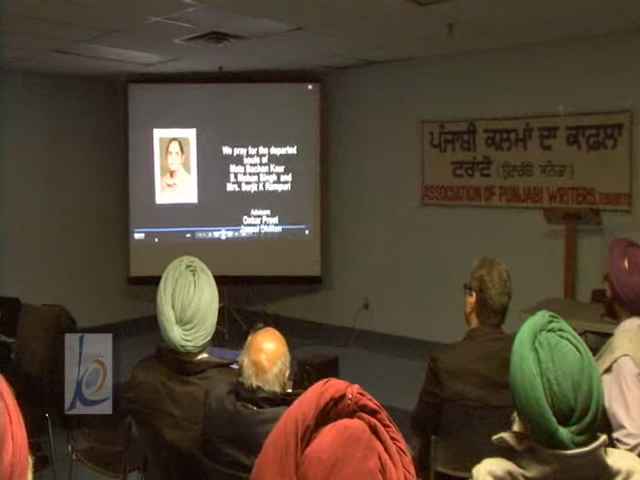 We pray for the departed
souls of
Mata Bachan Kaur
S. Mohan Singh and
Mrs. Surjit K Rampuri
Advisors
Onkar Preet
ਪੰਜਾਬੀ ਕਲਮਾਂ ਦਾ ਕਾਫ਼ਲਾ
ਟਰਾਂਟੋ
ASSOCIATION OF PUNJABI WRITERS,